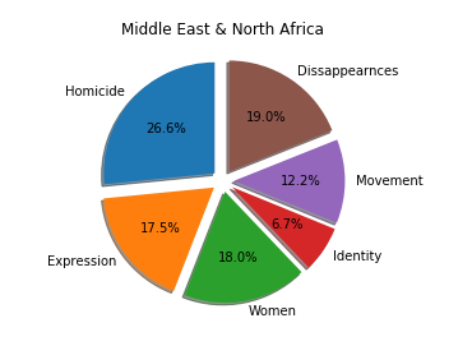 Middle East & North Africa
Homicide
Dissappearnces
26.6%
19.0%
12.2%
Movement
17.5%
6.7%
Expression
18.0%
Identity
Women